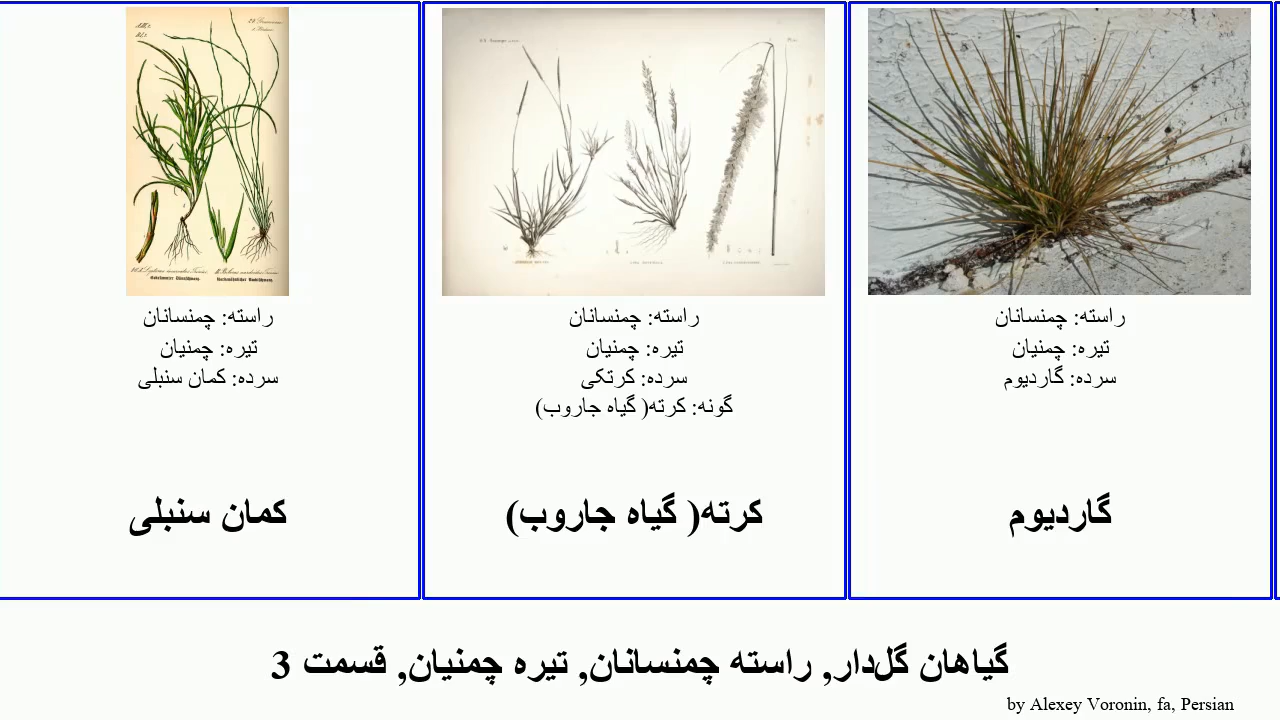 راسته: چمنسانان
تیره: چمنیان
سرده: گاردیوم
گاردیوم
راسته: چمنسانان
تیره: چمنیان
سرده: کرتکی
گونه: کرته( گیاه جاروب)
کرته( گیاه جاروب)
راسته: چمنسانان
تیره: چمنیان
سرده: کمان سنبلی
کمان سنبلی
گیاهان گل‌دار, راسته چمنسانان, تیره چمنیان, قسمت 3
by Alexey Voronin, fa, Persian